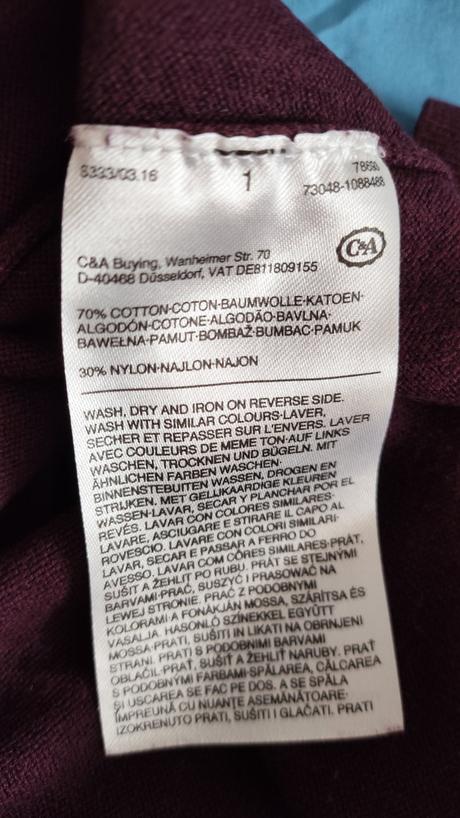 S333/03.16
1
73048-1088488
C&A
C&A Buying, Wanheimer Str. 70
D-40468 Düsseldorf, VAT DE811809155
70% COTTON·COTON·BAUMWOLLE·KATOEN·
ALGODÓN·COTONE·ALGODÃO·BAVLNA·
BAWEŁNA·PAMUT·BOMBAŽ·BUMBAC·PAMUK
30% NYLON·NAJLON·NAJON
WASH, DRY AND IRON ON REVERSE SIDE.
WASH WITH SIMILAR COLOURS·LAVER,
SECHER ET REPASSER SUR L'ENVERS. LAVER
AVEC COULEURS DE MEME TON·AUF LINKS
WASCHEN, TROCKNEN UND BÜGELN. MIT
ÄHNLICHEN FARBEN WASCHEN·
BINNENSTEBUITEN WASSEN, DROGEN EN
STRIJKEN. MET GELIJKAARDIGE KLEUREN
WASSEN·LAVAR, SECAR Y PLANCHAR POR EL
REVÉS. LAVAR CON COLORES SIMILARES·
LAVARE, ASCIUGARE E STIRARE IL CAPO AL
ROVESCIO. LAVARE CON COLORI SIMILARI·
LAVAR, SECAR E PASSAR A FERRO DO
AVESSO. LAVAR COM CÔRES SIMILARES·PRÁT,
SUŠIT A ŽEHLIT PO RUBU. PRÁT SE STEJNÝMI
BARVAMI·PRAĆ, SUSZYĆ I PRASOWAĆ NA
LEWEJ STRONIE. PRAĆ Z PODOBNYMI
KOLORAMI·A FONÁKJÁN MOSSA, SZÁRÍTSA ÉS
VASALJA. HASONLÓ SZÍNEKKEL EGYÜTT
MOSSA·PRATI, SUŠITI IN LIKATI NA OBRNJENI
STRANI. PRATI S PODOBNIMI BARVAMI
OBLAČIL·PRAŤ, SUŠIŤ A ŽEHLIŤ NARUBY. PRAŤ
S PODOBNÝMI FARBAMI·SPĂLAREA, CĂLCAREA
ŞI USCAREA SE FAC PE DOS. A SE SPĂLA
ÎMPREUNĂ CU NUANŢE ASEMĂNĂTOARE·
IZOKRENUTO PRATI, SUŠITI I GLAČATI. PRATI